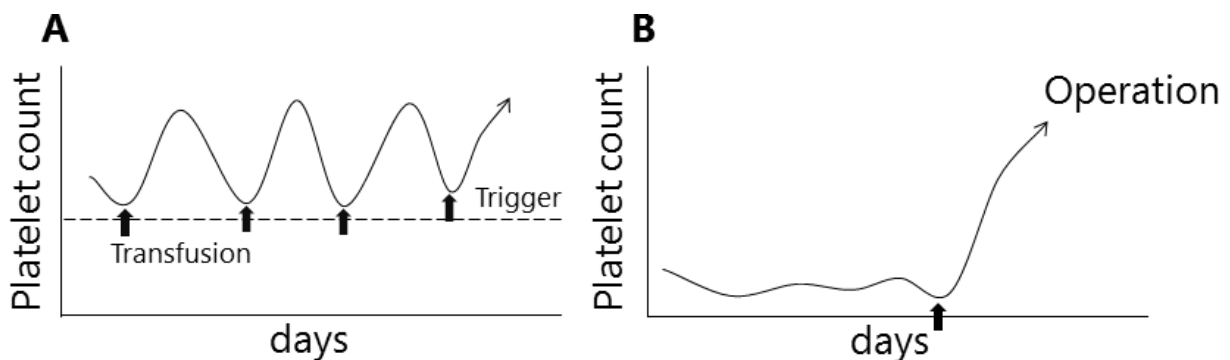 A
Platelet count
Trigger
Transfusion
days
B
Platelet count
Operation
days